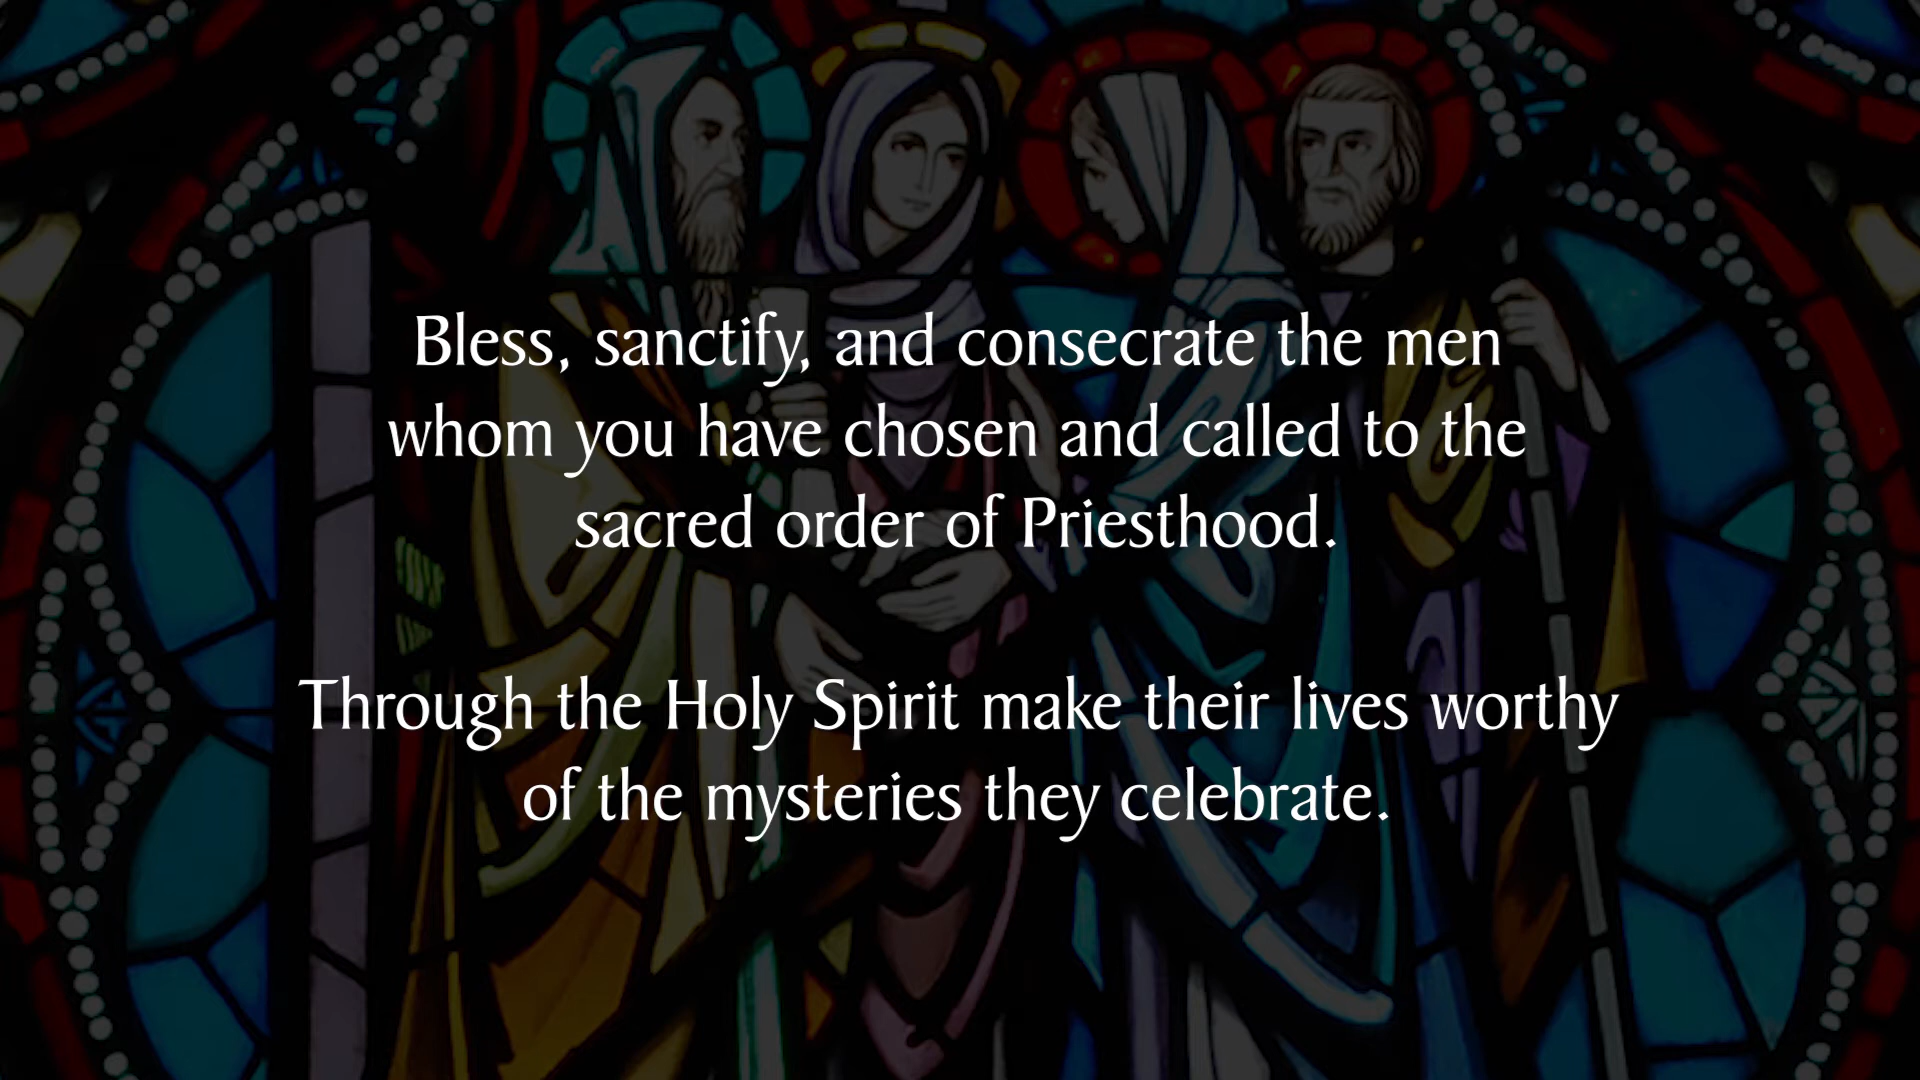 Bless, sanctify, and consecrate the men
whom you have chosen and called to the
sacred order of Priesthood.
Through the Holy Spirit make their lives worthy
of the mysteries they celebrate.